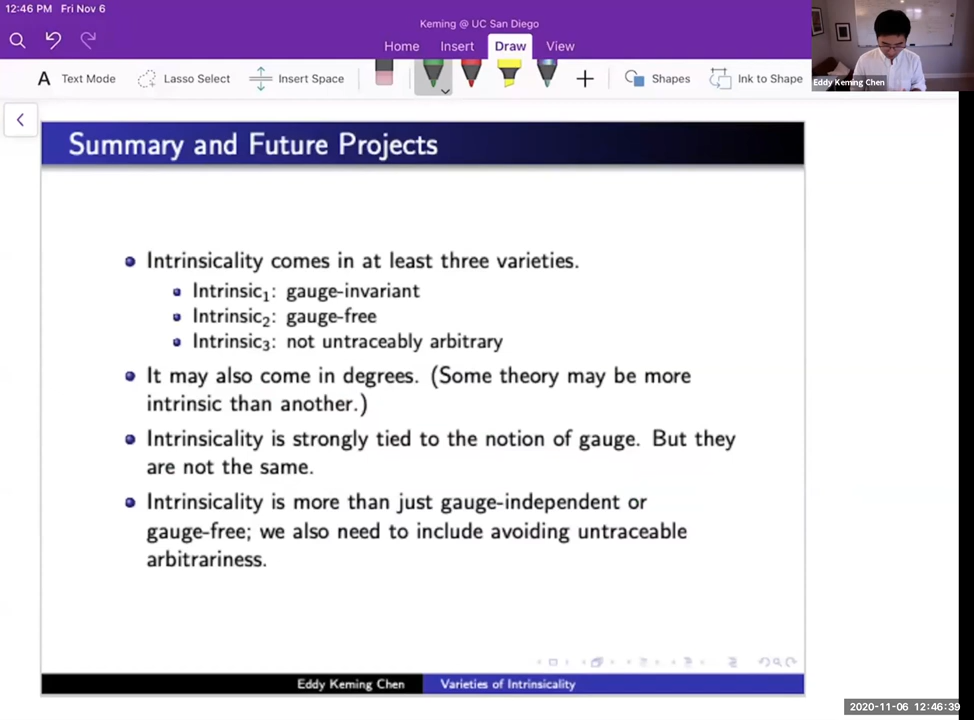 12:46 PM Fri Nov 6
Keming @ UC San Diego
Home Insert Draw View
A Text Mode Lasso Select Insert Space Shapes Ink to Shape
Eddy Keming Chen
Summary and Future Projects
Intrinsicality comes in at least three varieties.
Intrinsic₁: gauge-invariant
Intrinsic₂: gauge-free
Intrinsic₃: not untraceably arbitrary
It may also come in degrees. (Some theory may be more
intrinsic than another.)
Intrinsicality is strongly tied to the notion of gauge. But they
are not the same.
Intrinsicality is more than just gauge-independent or
gauge-free; we also need to include avoiding untraceable
arbitrariness.
Eddy Keming Chen Varieties of Intrinsicality
2020-11-06 12:46:39